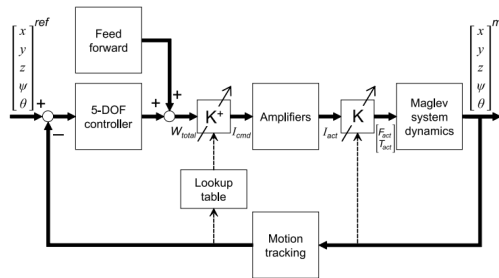 [x y z ψ θ] ref
[x y z ψ θ] m
Feed
forward
+
+
+
−
5-DOF
controller
W_total
K⁺
I_cmd
Amplifiers
I_act
K
[F_act T_act]
Maglev
system
dynamics
Lookup
table
Motion
tracking